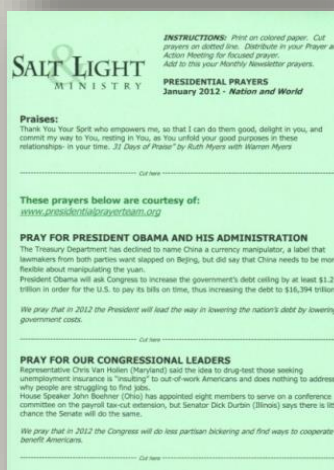 INSTRUCTIONS: Print on colored paper. Cut
prayers on dotted line. Distribute in your Prayer an
Action Meeting for focused prayer.
Add to this your Monthly Newsletter prayers.
SALT & LIGHT
MINISTRY
PRESIDENTIAL PRAYERS
January 2012 - Nation and World
Praises:
Thank You Your Sprit who empowers me, so that I can do them good, delight in you, and
commit my way to You, resting in You, as You unfold your good purposes in these
relationships- in your time. 31 Days of Praise" by Ruth Myers with Warren Myers
Cut here
These prayers below are courtesy of:
www.presidentialprayerteam.org
PRAY FOR PRESIDENT OBAMA AND HIS ADMINISTRATION
The Treasury Department has declined to name China a currency manipulator, a label that
lawmakers from both parties want slapped on Bejing, but did say that China needs to be mor
flexible about manipulating the yuan.
President Obama will ask Congress to increase the government's debt ceiling by at least $1.2
trillion in order for the U.S. to pay its bills on time, thus increasing the debt to $16,394 trillion
We pray that in 2012 the President will lead the way in lowering the nation's debt by lowering
government costs.
Cut here
PRAY FOR OUR CONGRESSIONAL LEADERS
Representative Chris Van Hollen (Maryland) said the idea to drug-test those seeking
unemployment insurance is "insulting" to out-of-work Americans and does nothing to address
why people are struggling to find jobs.
House Speaker John Boehner (Ohio) has appointed eight members to serve on a conference
committee on the payroll tax-cut extension, but Senator Dick Durbin (Illinois) says there is litt
chance the Senate will do the same.
We pray that in 2012 the Congress will do less partisan bickering and find ways to cooperate
benefit Americans.
Cut here